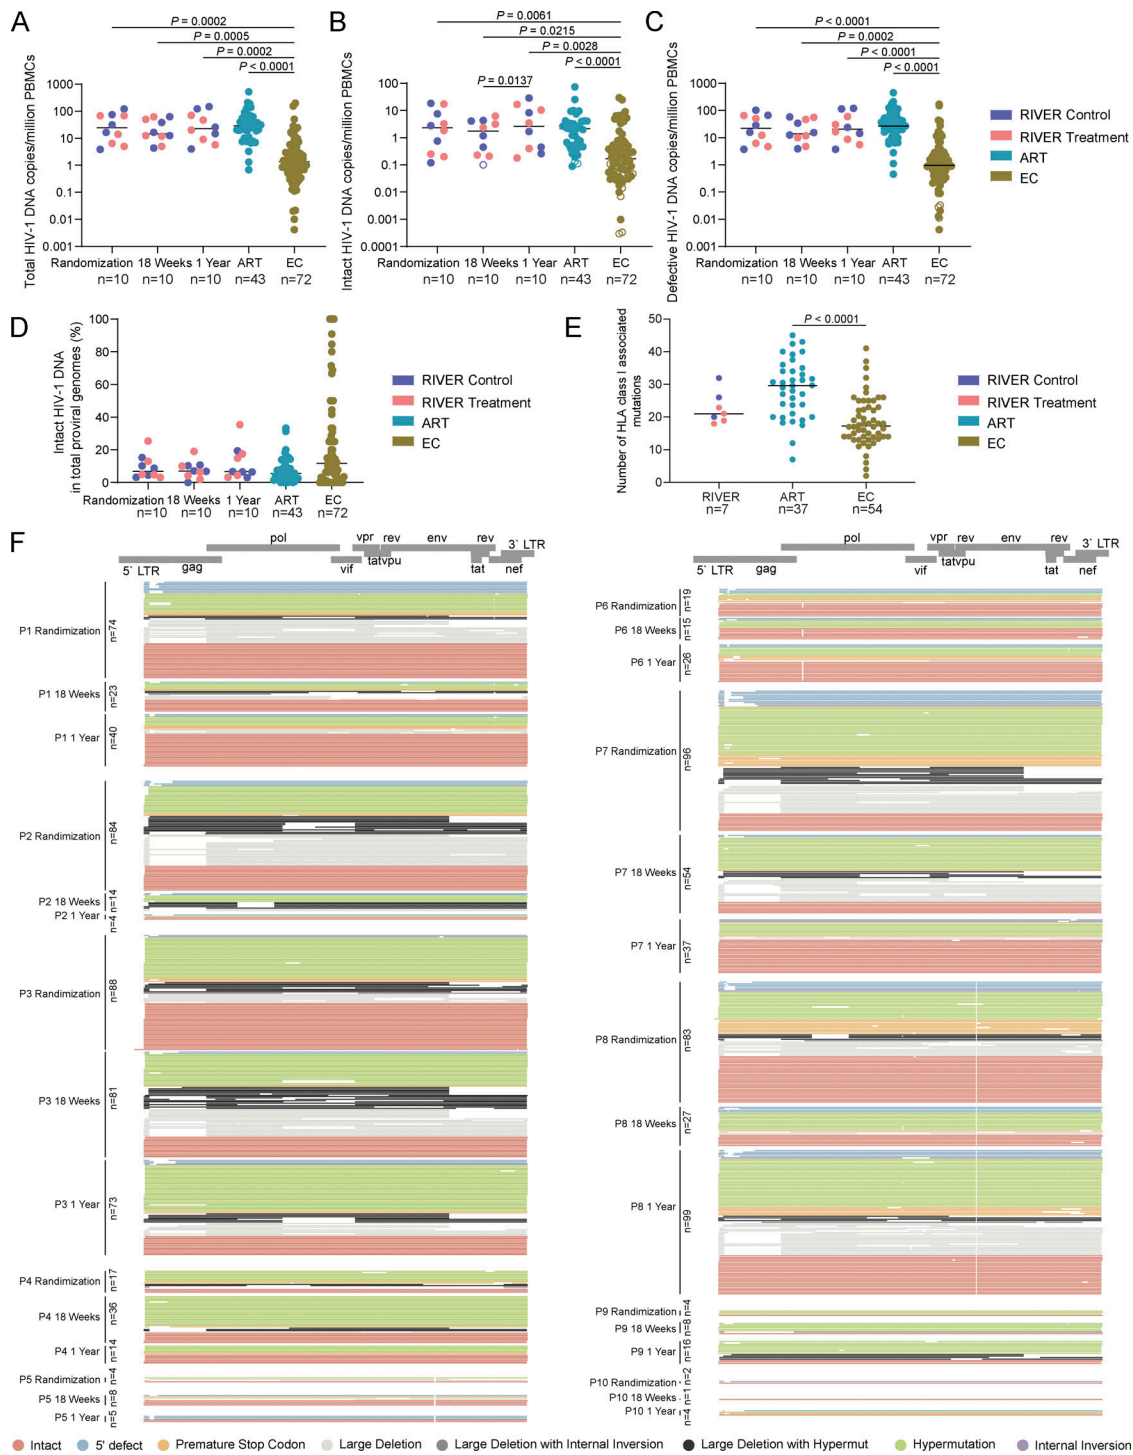 A
P = 0.0002
P = 0.0005
P = 0.0002
P < 0.0001
Total HIV-1 DNA copies/million PBMCs
1000
100
10
1
0.1
0.01
0.001
Randomization 18 Weeks 1 Year ART EC
n=10 n=10 n=10 n=43 n=72
B
P = 0.0061
P = 0.0215
P = 0.0028
P < 0.0001
P = 0.0137
Intact HIV-1 DNA copies/million PBMCs
1000
100
10
1
0.1
0.01
0.001
0.0001
Randomization 18 Weeks 1 Year ART EC
n=10 n=10 n=10 n=43 n=72
C
P < 0.0001
P = 0.0002
P < 0.0001
P < 0.0001
Defective HIV-1 DNA copies/million PBMCs
1000
100
10
1
0.1
0.01
0.001
Randomization 18 Weeks 1 Year ART EC
n=10 n=10 n=10 n=43 n=72
RIVER Control
RIVER Treatment
ART
EC
D
Intact HIV-1 DNA
in total proviral genomes (%)
100
80
60
40
20
0
Randomization 18 Weeks 1 Year ART EC
n=10 n=10 n=10 n=43 n=72
RIVER Control
RIVER Treatment
ART
EC
E
P < 0.0001
Number of HLA class I associated
mutations
50
40
30
20
10
0
RIVER ART EC
n=7 n=37 n=54
RIVER Control
RIVER Treatment
ART
EC
F
pol vpr rev env rev 3` LTR
5` LTR gag vif tatvpu tat nef
P1 Randimization n=74
P1 18 Weeks n=23
P1 1 Year n=40
P2 Randimization n=84
P2 18 Weeks n=14
P2 1 Year n=4
P3 Randimization n=88
P3 18 Weeks n=81
P3 1 Year n=73
P4 Randimization n=17
P4 18 Weeks n=36
P4 1 Year n=14
P5 Randimization n=4
P5 18 Weeks n=8
P5 1 Year n=5
pol vpr rev env rev 3` LTR
5` LTR gag vif tatvpu tat nef
P6 Randimization n=19
P6 18 Weeks n=15
P6 1 Year n=26
P7 Randimization n=96
P7 18 Weeks n=54
P7 1 Year n=37
P8 Randimization n=83
P8 18 Weeks n=27
P8 1 Year n=99
P9 Randimization n=4
P9 18 Weeks n=8
P9 1 Year n=16
P10 Randimization n=2
P10 18 Weeks n=1
P10 1 Year n=4
Intact 5' defect Premature Stop Codon Large Deletion Large Deletion with Internal Inversion Large Deletion with Hypermut Hypermutation Internal Inversion